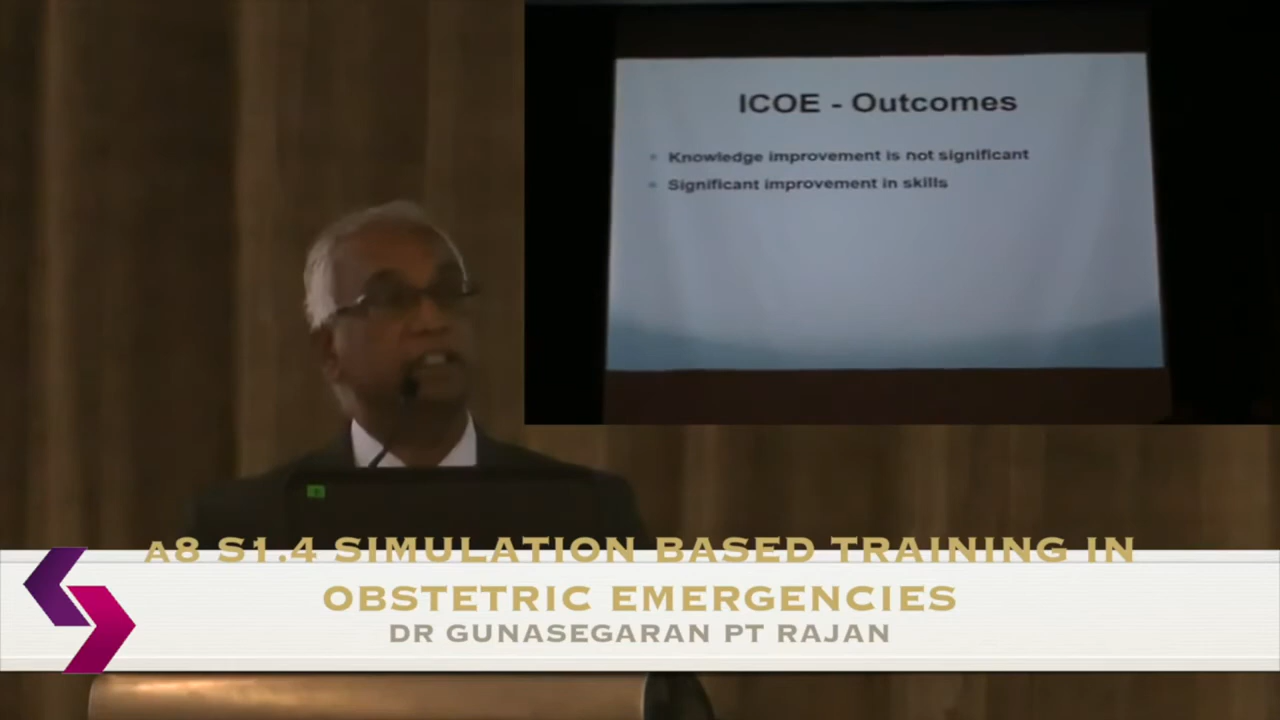 ICOE - Outcomes
Knowledge improvement is not significant
Significant improvement in skills
A8 S1.4 SIMULATION BASED TRAINING IN
OBSTETRIC EMERGENCIES
DR GUNASEGARAN PT RAJAN